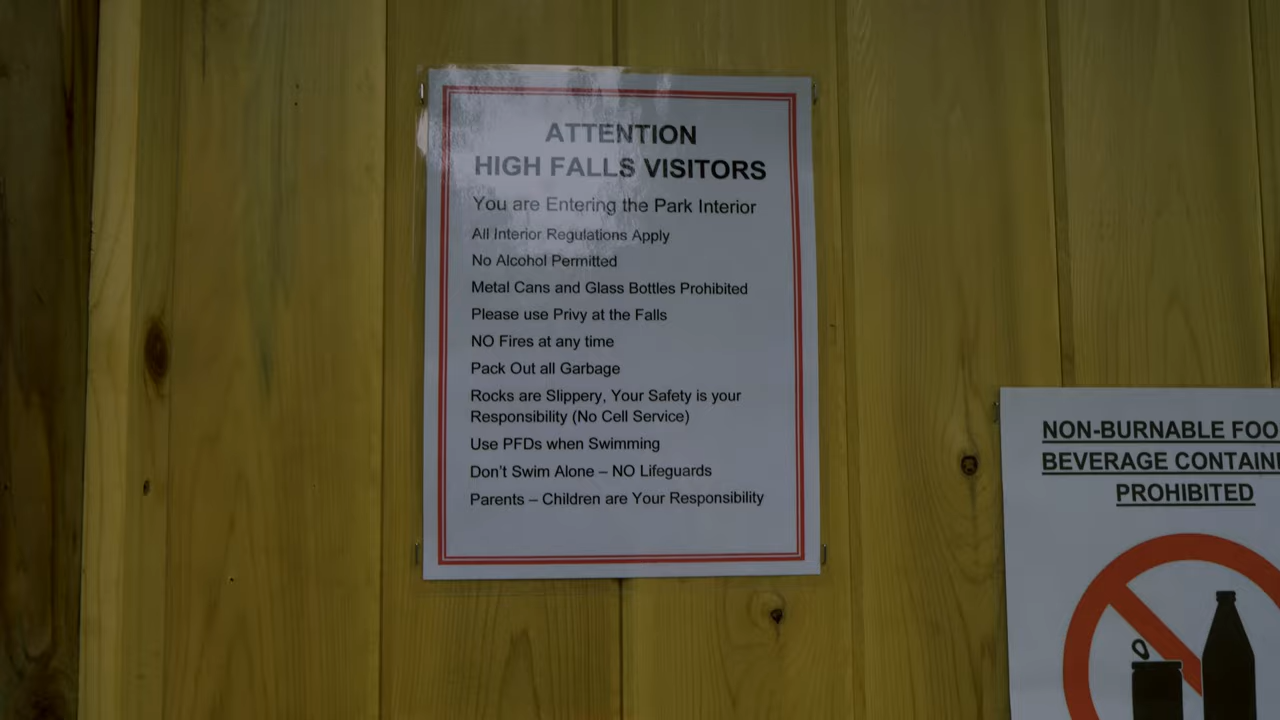 ATTENTION
HIGH FALLS VISITORS
You are Entering the Park Interior
All Interior Regulations Apply
No Alcohol Permitted
Metal Cans and Glass Bottles Prohibited
Please use Privy at the Falls
NO Fires at any time
Pack Out all Garbage
Rocks are Slippery, Your Safety is your
Responsibility (No Cell Service)
Use PFDs when Swimming
Don't Swim Alone – NO Lifeguards
Parents – Children are Your Responsibility
NON-BURNABLE
BEVERAGE
PROHIBITED